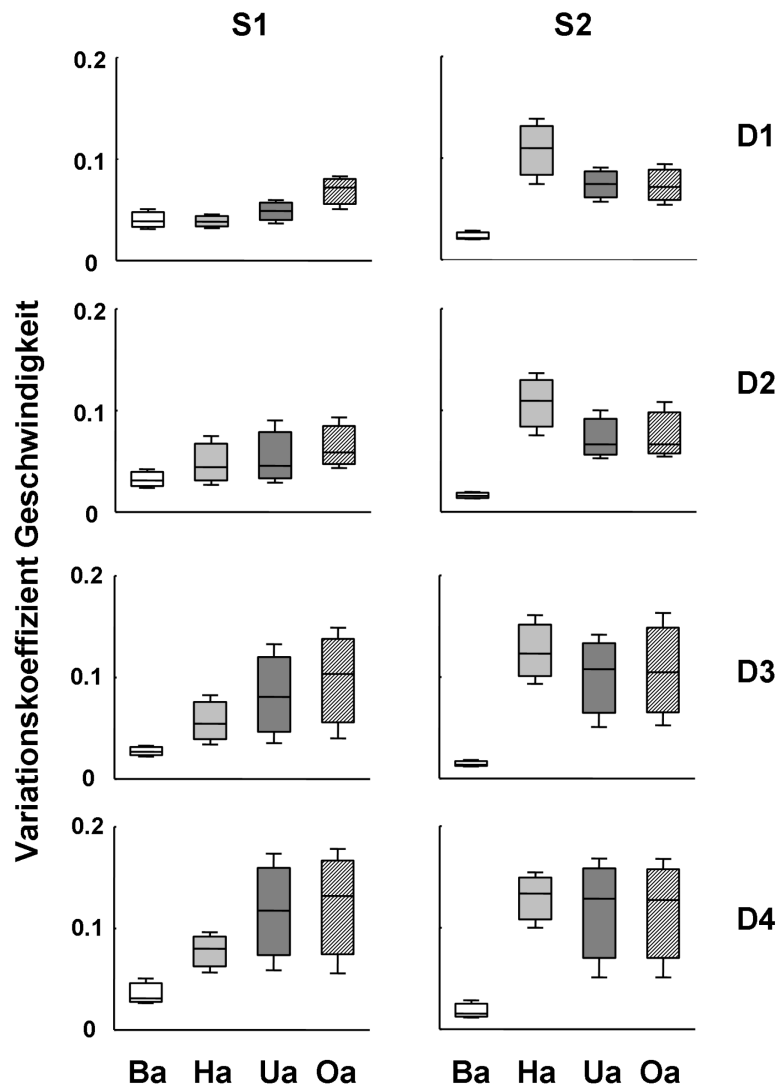 S1 S2
0.2
0.1
0
D1
0.2
0.1
0
D2
0.2
0.1
0
D3
0.2
0.1
0
D4
Variationskoeffizient Geschwindigkeit
Ba Ha Ua Oa Ba Ha Ua Oa